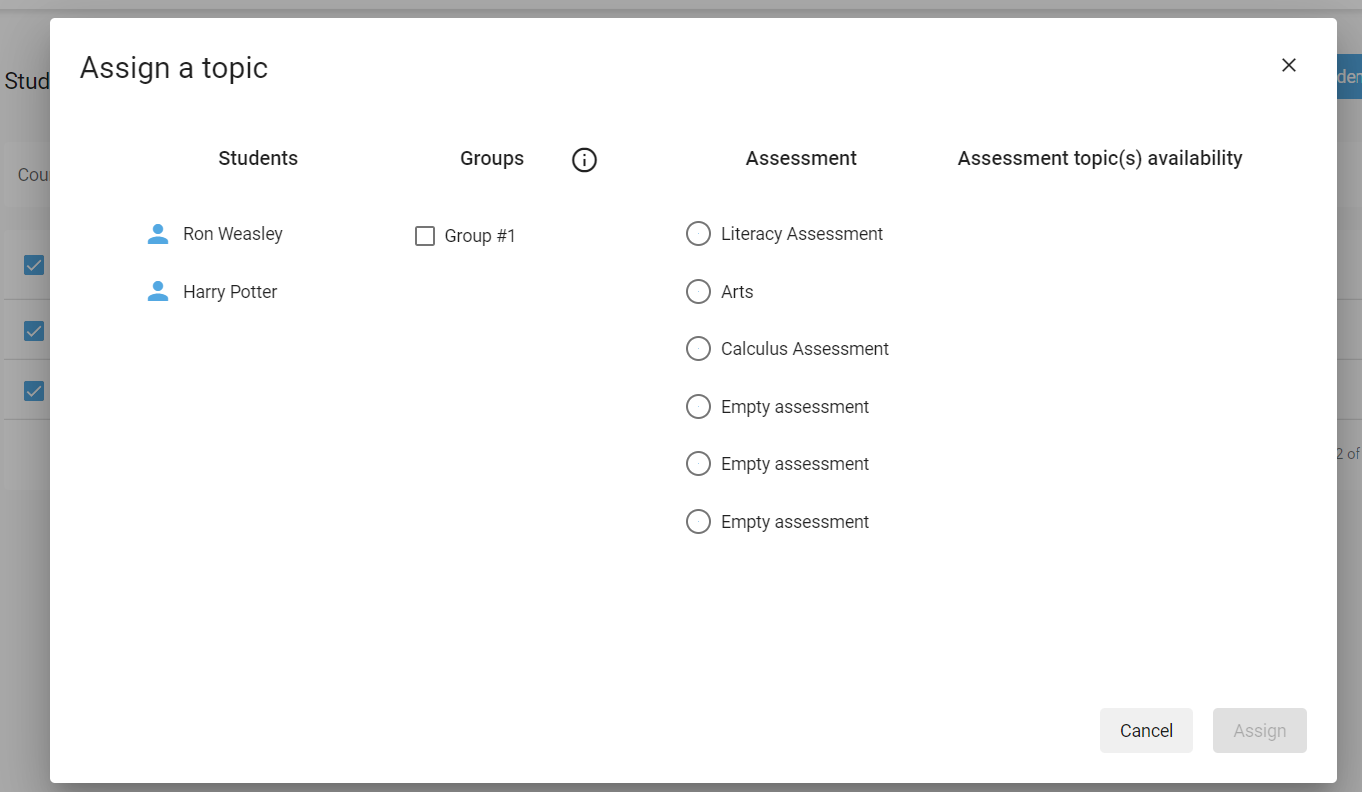 Assign a topic
Stud
der
Students Groups Assessment Assessment topic(s) availability
Cou
Ron Weasley Group #1 Literacy Assessment
Harry Potter Arts
Calculus Assessment
Empty assessment
2 of
Empty assessment
Empty assessment
Cancel Assign